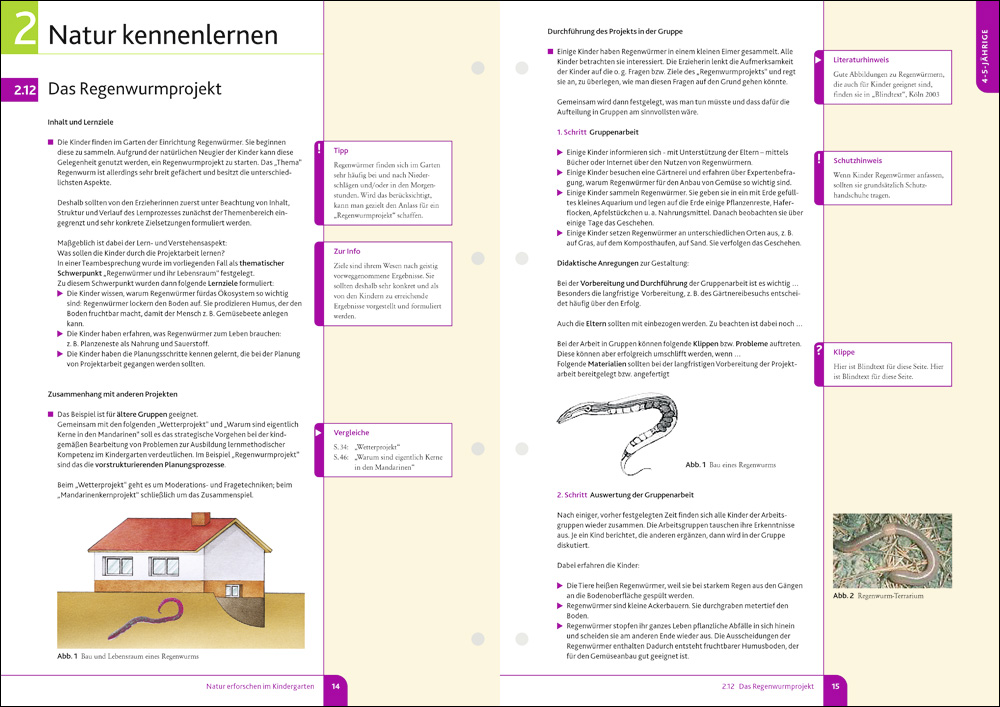 2
Natur kennenlernen
2.12
Das Regenwurmprojekt
Inhalt und Lernziele
Die Kinder finden im Garten der Einrichtung Regenwürmer. Sie beginnen
diese zu sammeln. Aufgrund der natürlichen Neugier der Kinder kann diese
Gelegenheit genutzt werden, ein Regenwurmprojekt zu starten. Das „Thema"
Regenwurm ist allerdings sehr breit gefächert und besitzt die unterschied-
lichsten Aspekte.
Deshalb sollten von den Erzieherinnen zuerst unter Beachtung von Inhalt,
Struktur und Verlauf des Lernprozesses zunächst der Themenbereich ein-
gegrenzt und sehr konkrete Zielsetzungen formuliert werden.
Maßgeblich ist dabei der Lern- und Verstehensaspekt:
Was sollen die Kinder durch die Projektarbeit lernen?
In einer Teambesprechung wurde im vorliegenden Fall als thematischer
Schwerpunkt „Regenwürmer und ihr Lebensraum" festgelegt.
Zu diesem Schwerpunkt wurden dann folgende Lernziele formuliert:
▶ Die Kinder wissen, warum Regenwürmer fürdas Ökosystem so wichtig
sind: Regenwürmer lockern den Boden auf. Sie prodizieren Humus, der den
Boden fruchtbar macht, damit der Mensch z. B. Gemüsebeete anlegen
kann.
▶ Die Kinder haben erfahren, was Regenwürmer zum Leben brauchen:
z. B. Planzeneste als Nahrung und Sauerstoff.
▶ Die Kinder haben die Planungsschritte kennen gelernt, die bei der Planung
von Projektarbeit gegangen werden sollten.
Zusammenhang mit anderen Projekten
Das Beispiel ist für ältere Gruppen geeignet.
Gemeinsam mit den folgenden „Wetterprojekt" und „Warum sind eigentlich
Kerne in den Mandarinen" soll es das strategische Vorgehen bei der kind-
gemäßen Bearbeitung von Problemen zur Ausbildung lernmethodischer
Kompetenz im Kindergarten verdeutlichen. Im Beispiel „Regenwurmprojekt"
sind das die vorstrukturierenden Planungsprozesse.
Beim „Wetterprojekt" geht es um Moderations- und Fragetechniken; beim
„Mandarinenkernprojekt" schließlich um das Zusammenspiel.
Abb. 1 Bau und Lebensraum eines Regenwurms
! Tipp
Regenwürmer finden sich im Garten
sehr häufig bei und nach Nieder-
schlägen und/oder in den Morgen-
stunden. Wird das berücksichtigt,
kann man gezielt den Anlass für ein
„Regenwurmprojekt" schaffen.
Zur Info
Ziele sind ihrem Wesen nach geistig
vorweggenommene Ergebnisse. Sie
sollten deshalb sehr konkret und als
von den Kindern zu erreichende
Ergebnisse vorgestellt und formuliert
werden.
Vergleiche
S. 34: „Wetterprojekt"
S. 46: „Warum sind eigentlich Kerne
in den Mandarinen"
Natur erforschen im Kindergarten 14
Durchführung des Projekts in der Gruppe
Einige Kinder haben Regenwürmer in einem kleinen Eimer gesammelt. Alle
Kinder betrachten sie interessiert. Die Erzieherin lenkt die Aufmerksamkeit
der Kinder auf die o. g. Fragen bzw. Ziele des „Regenwurmprojekts" und regt
sie an, zu überlegen, wie man diesen Fragen auf den Grund gehen könnte.
Gemeinsam wird dann festgelegt, was man tun müsste und dass dafür die
Aufteilung in Gruppen am sinnvollsten wäre.
1. Schritt Gruppenarbeit
▶ Einige Kinder informieren sich - mit Unterstützung der Eltern – mittels
Bücher oder Internet über den Nutzen von Regenwürmern.
▶ Einige Kinder besuchen eine Gärtnerei und erfahren über Expertenbefra-
gung, warum Regenwürmer für den Anbau von Gemüse so wichtig sind.
▶ Einige Kinder sammeln Regenwürmer. Sie geben sie in ein mit Erde gefüll-
tes kleines Aquarium und legen auf die Erde einige Pflanzenreste, Hafer-
flocken, Apfelstückchen u. a. Nahrungsmittel. Danach beobachten sie über
einige Tage das Geschehen.
▶ Einige Kinder setzen Regenwürmer an unterschiedlichen Orten aus, z. B.
auf Gras, auf dem Komposthaufen, auf Sand. Sie verfolgen das Geschehen.
Didaktische Anregungen zur Gestaltung:
Bei der Vorbereitung und Durchführung der Gruppenarbeit ist es wichtig ...
Besonders die langfristige Vorbereitung, z. B. des Gärtnereibesuchs entschei-
det häufig über den Erfolg.
Auch die Eltern sollten mit einbezogen werden. Zu beachten ist dabei noch ...
Bei der Arbeit in Gruppen können folgende Klippen bzw. Probleme auftreten.
Diese können aber erfolgreich umschlifft werden, wenn ...
Folgende Materialien sollten bei der langfristigen Vorbereitung der Projekt-
arbeit bereitgelegt bzw. angefertigt
Abb. 1 Bau eines Regenwurms
2. Schritt Auswertung der Gruppenarbeit
Nach einiger, vorher festgelegten Zeit finden sich alle Kinder der Arbeits-
gruppen wieder zusammen. Die Arbeitsgruppen tauschen ihre Erkenntnisse
aus. Je ein Kind berichtet, die anderen ergänzen, dann wird in der Gruppe
diskutiert.
Dabei erfahren die Kinder:
▶ Die Tiere heißen Regenwürmer, weil sie bei starkem Regen aus den Gängen
an die Bodenoberfläche gespült werden.
▶ Regenwürmer sind kleine Ackerbauern. Sie durchgraben metertief den
Boden.
▶ Regenwürmer stopfen ihr ganzes Leben pflanzliche Abfälle in sich hinein
und scheiden sie am anderen Ende wieder aus. Die Ausscheidungen der
Regenwürmer enthalten Dadurch entsteht fruchtbarer Humusboden, der
für den Gemüseanbau gut geeignet ist.
4-5-JÄHRIGE
Literaturhinweis
Gute Abbildungen zu Regenwürmern,
die auch für Kinder geeignet sind,
finden sie in „Blindtext", Köln 2003
! Schutzhinweis
Wenn Kinder Regenwürmer anfassen,
sollten sie grundsätzlich Schutz-
handschuhe tragen.
? Klippe
Hier ist Blindtext für diese Seite. Hier
ist Blindtext für diese Seite.
Abb. 2 Regenwurm-Terrarium
2.12 Das Regenwurmprojekt 15